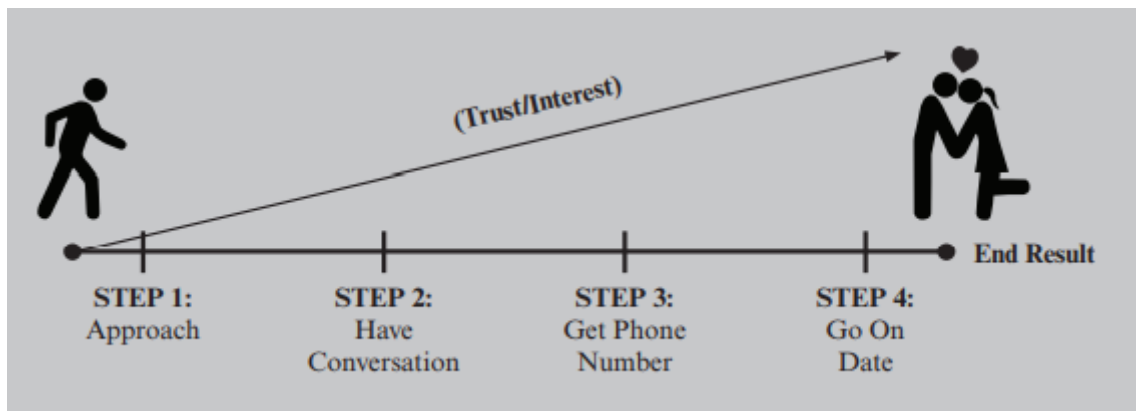 (Trust/Interest)
End Result
STEP 1:
Approach
STEP 2:
Have
Conversation
STEP 3:
Get Phone
Number
STEP 4:
Go On
Date